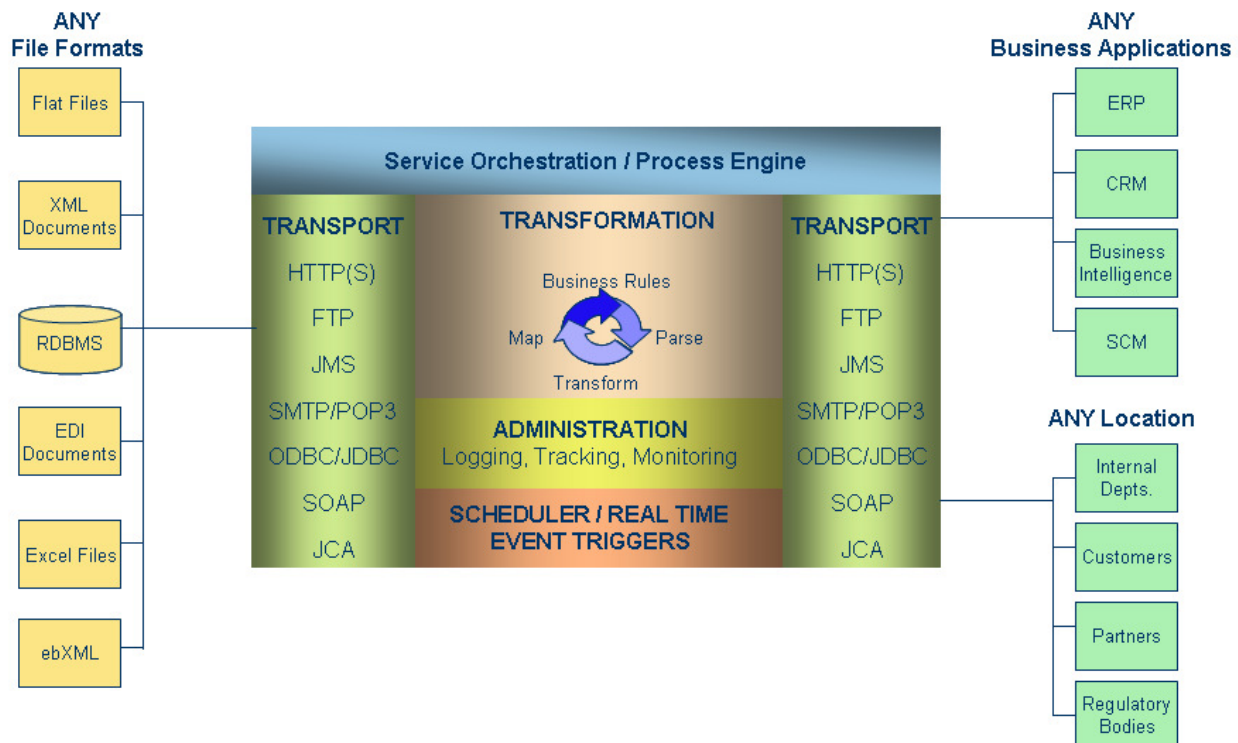 ANY
File Formats
Flat Files
XML
Documents
RDBMS
EDI
Documents
Excel Files
ebXML
Service Orchestration / Process Engine
TRANSPORT
HTTP(S)
FTP
JMS
SMTP/POP3
ODBC/JDBC
SOAP
JCA
TRANSFORMATION
Business Rules
Map
Parse
Transform
ADMINISTRATION
Logging, Tracking, Monitoring
SCHEDULER / REAL TIME
EVENT TRIGGERS
TRANSPORT
HTTP(S)
FTP
JMS
SMTP/POP3
ODBC/JDBC
SOAP
JCA
ANY
Business Applications
ERP
CRM
Business
Intelligence
SCM
ANY Location
Internal
Depts.
Customers
Partners
Regulatory
Bodies